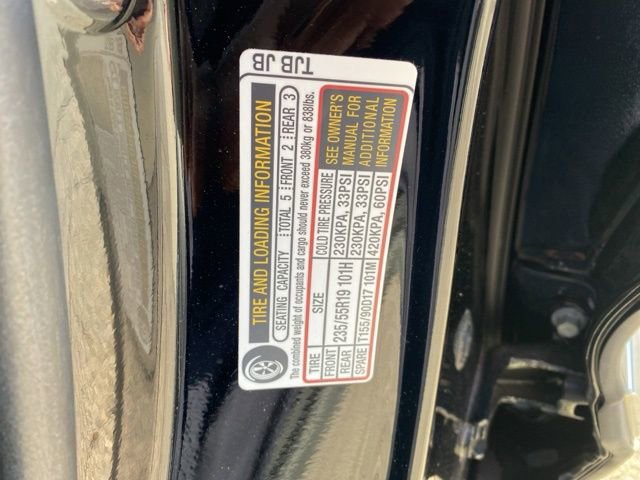 TIRE AND LOADING INFORMATION
SEATING CAPACITY TOTAL 5 FRONT 2 REAR 3
The combined weight of occupants and cargo should never exceed 380kg or 838lbs.
TIRE SIZE COLD TIRE PRESSURE
FRONT 235/55R19 101H 230KPA, 33PSI
REAR 230KPA, 33PSI
SPARE T155/90D17 101M 420KPA, 60PSI
SEE OWNER'S
MANUAL FOR
ADDITIONAL
INFORMATION
TJB JB